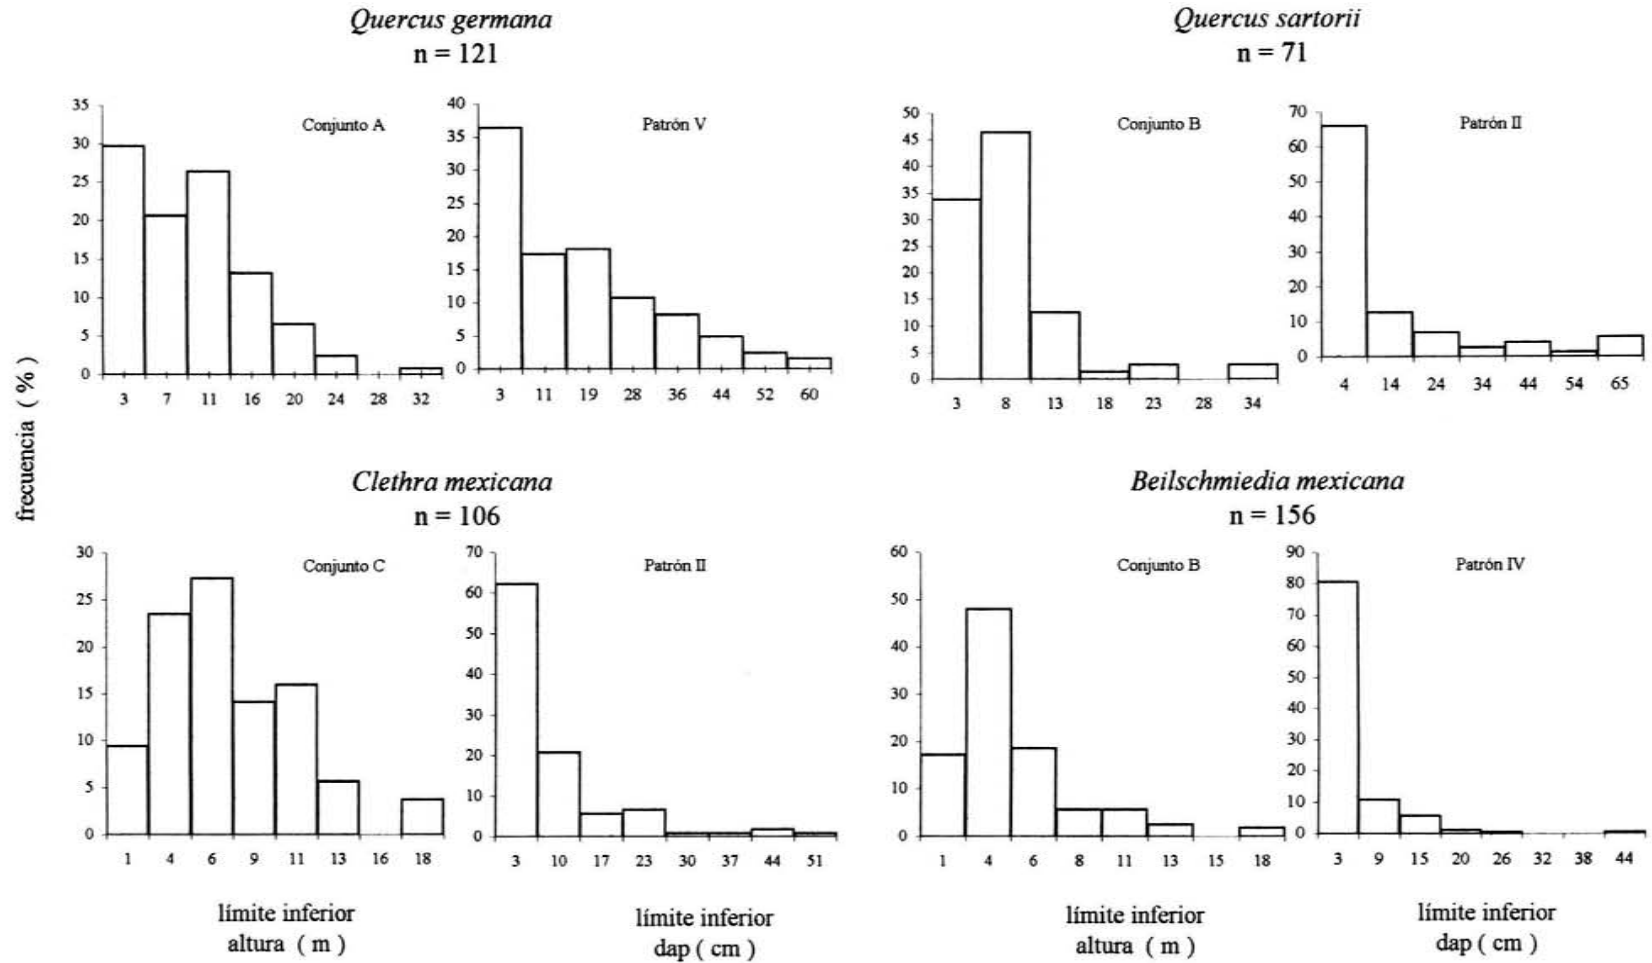 Quercus germana
n = 121
Quercus sartorii
n = 71
Conjunto A
35
30
25
20
15
10
5
0
3 7 11 16 20 24 28 32
Patrón V
40
35
30
25
20
15
10
5
0
3 11 19 28 36 44 52 60
Conjunto B
50
45
40
35
30
25
20
15
10
5
0
3 8 13 18 23 28 34
Patrón II
70
60
50
40
30
20
10
0
4 14 24 34 44 54 65
frecuencia ( % )
Clethra mexicana
n = 106
Beilschmiedia mexicana
n = 156
Conjunto C
30
25
20
15
10
5
0
1 4 6 9 11 13 16 18
Patrón II
70
60
50
40
30
20
10
0
3 10 17 23 30 37 44 51
Conjunto B
60
50
40
30
20
10
0
1 4 6 8 11 13 15 18
Patrón IV
90
80
70
60
50
40
30
20
10
0
3 9 15 20 26 32 38 44
límite inferior
altura ( m )
límite inferior
dap ( cm )
límite inferior
altura ( m )
límite inferior
dap ( cm )